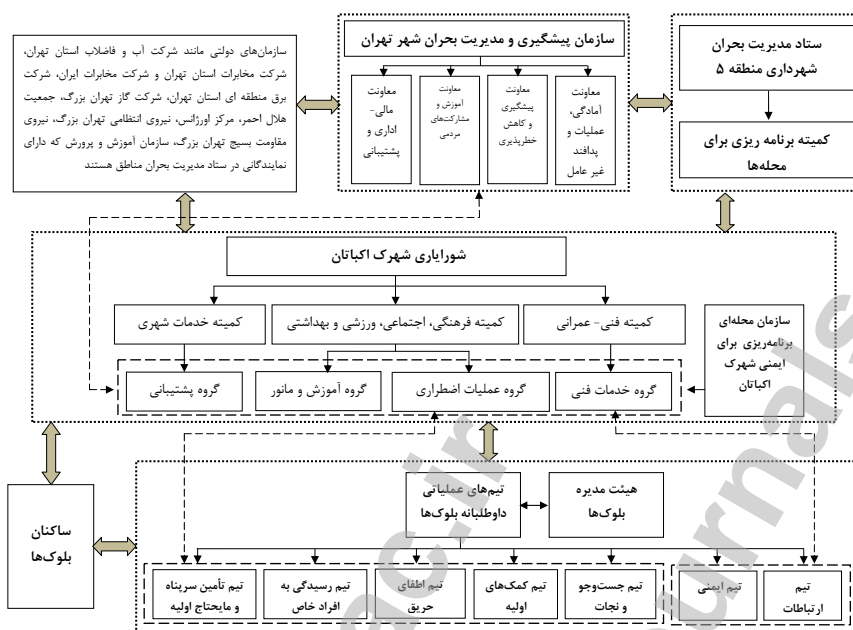 ستاد مدیریت بحران
شهرداری منطقه ۵
کمیته برنامه ریزی برای
محله‌ها
سازمان پیشگیری و مدیریت بحران شهر تهران
معاونت
آمادگی،
عملیات و
پدافند
غیر عامل
معاونت
پیشگیری
و کاهش
خطرپذیری
معاونت
آموزش و
مشارکت‌های
مردمی
معاونت
مالی-
اداری و
پشتیبانی
سازمان‌های دولتی مانند شرکت آب و فاضلاب استان تهران،
شرکت مخابرات استان تهران و شرکت مخابرات ایران، شرکت
برق منطقه ای استان تهران، شرکت گاز تهران بزرگ، جمعیت
هلال احمر، مرکز اورژانس، نیروی انتظامی تهران بزرگ، نیروی
مقاومت بسیج تهران بزرگ، سازمان آموزش و پرورش که دارای
نمایندگانی در ستاد مدیریت بحران مناطق هستند
شورایاری شهرک اکباتان
کمیته فنی- عمرانی
کمیته فرهنگی، اجتماعی، ورزشی و بهداشتی
کمیته خدمات شهری
سازمان محله‌ای
برنامه‌ریزی برای
ایمنی شهرک
اکباتان
گروه خدمات فنی
گروه عملیات اضطراری
گروه آموزش و مانور
گروه پشتیبانی
هیئت مدیره
بلوک‌ها
تیم‌های عملیاتی
داوطلبانه بلوک‌ها
ساکنان
بلوک‌ها
تیم
ارتباطات
تیم ایمنی
تیم جست‌وجو
و نجات
تیم کمک‌های
اولیه
تیم اطفای
حریق
تیم رسیدگی به
افراد خاص
تیم تأمین سرپناه
و مایحتاج اولیه
ac.ir
ournals